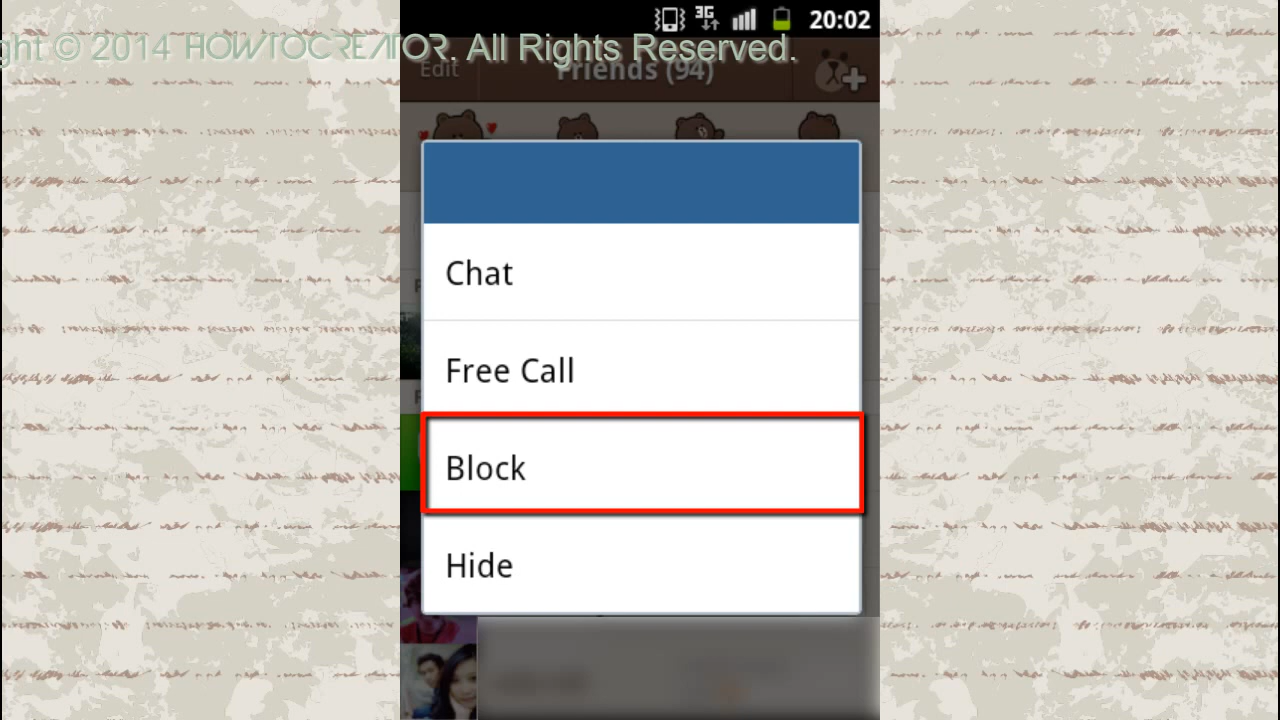 20:02
ght © 2014 HOWTOCREATOR. All Rights Reserved.
Edit
Friends (94)
Chat
Free Call
Block
Hide